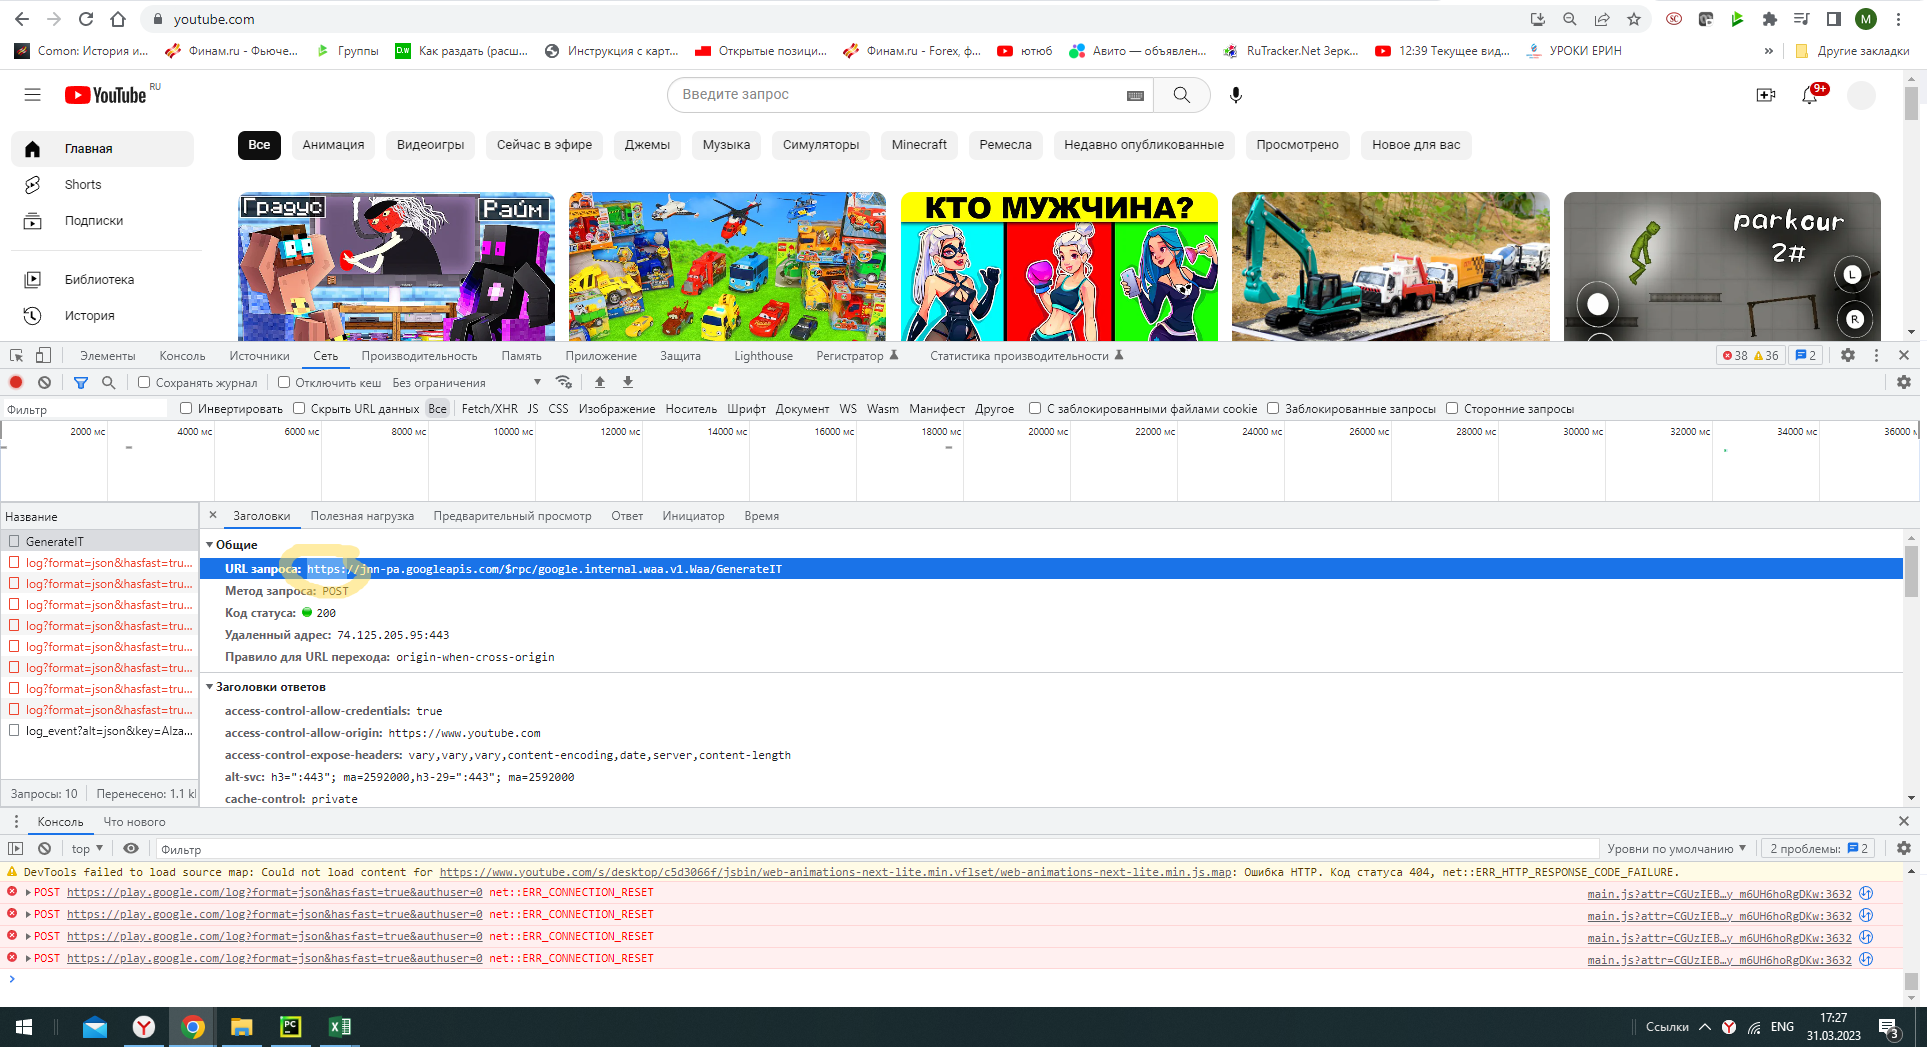 youtube.com
M
Comon: История и...
Финам.ru - Фьюче...
Группы
Как раздать (расш...
Инструкция с карт...
Открытые позици...
Финам.ru - Forex, ф...
ютюб
Авито — объявлен...
RuTracker.Net Зерк...
12:39 Текущее вид...
УРОКИ ЕРИН
»
Другие закладки
YouTube RU
Введите запрос
9+
Главная
Shorts
Подписки
Библиотека
История
Все
Анимация
Видеоигры
Сейчас в эфире
Джемы
Музыка
Симуляторы
Minecraft
Ремесла
Недавно опубликованные
Просмотрено
Новое для вас
Градус
Райм
КТО МУЖЧИНА?
parkour
2#
L
R
Элементы Консоль Источники Сеть Производительность Память Приложение Защита Lighthouse Регистратор Статистика производительности 38 36 2
Сохранять журнал Отключить кеш Без ограничения
Фильтр Инвертировать Скрыть URL данных Все Fetch/XHR JS CSS Изображение Носитель Шрифт Документ WS Wasm Манифест Другое С заблокированными файлами cookie Заблокированные запросы Сторонние запросы
2000 мс 4000 мс 6000 мс 8000 мс 10000 мс 12000 мс 14000 мс 16000 мс 18000 мс 20000 мс 22000 мс 24000 мс 26000 мс 28000 мс 30000 мс 32000 мс 34000 мс 36000 м
Название
GenerateIT
log?format=json&hasfast=tru...
log?format=json&hasfast=tru...
log?format=json&hasfast=tru...
log?format=json&hasfast=tru...
log?format=json&hasfast=tru...
log?format=json&hasfast=tru...
log?format=json&hasfast=tru...
log?format=json&hasfast=tru...
log_event?alt=json&key=AIza...
Запросы: 10 Перенесено: 1.1 k
Заголовки Полезная нагрузка Предварительный просмотр Ответ Инициатор Время
Общие
URL запроса: https://jnn-pa.googleapis.com/$rpc/google.internal.waa.v1.Waa/GenerateIT
Метод запроса: POST
Код статуса: 200
Удаленный адрес: 74.125.205.95:443
Правило для URL перехода: origin-when-cross-origin
Заголовки ответов
access-control-allow-credentials: true
access-control-allow-origin: https://www.youtube.com
access-control-expose-headers: vary,vary,vary,content-encoding,date,server,content-length
alt-svc: h3=":443"; ma=2592000,h3-29=":443"; ma=2592000
cache-control: private
Консоль Что нового
top Фильтр Уровни по умолчанию 2 проблемы: 2
DevTools failed to load source map: Could not load content for https://www.youtube.com/s/desktop/c5d3066f/jsbin/web-animations-next-lite.min.vflset/web-animations-next-lite.min.js.map: Ошибка HTTP. Код статуса 404, net::ERR_HTTP_RESPONSE_CODE_FAILURE.
POST https://play.google.com/log?format=json&hasfast=true&authuser=0 net::ERR_CONNECTION_RESET main.js?attr=CGUzIEB…y_m6UH6hoRgDKw:3632
POST https://play.google.com/log?format=json&hasfast=true&authuser=0 net::ERR_CONNECTION_RESET main.js?attr=CGUzIEB…y_m6UH6hoRgDKw:3632
POST https://play.google.com/log?format=json&hasfast=true&authuser=0 net::ERR_CONNECTION_RESET main.js?attr=CGUzIEB…y_m6UH6hoRgDKw:3632
POST https://play.google.com/log?format=json&hasfast=true&authuser=0 net::ERR_CONNECTION_RESET main.js?attr=CGUzIEB…y_m6UH6hoRgDKw:3632
Ссылки ENG 17:27
31.03.2023
3